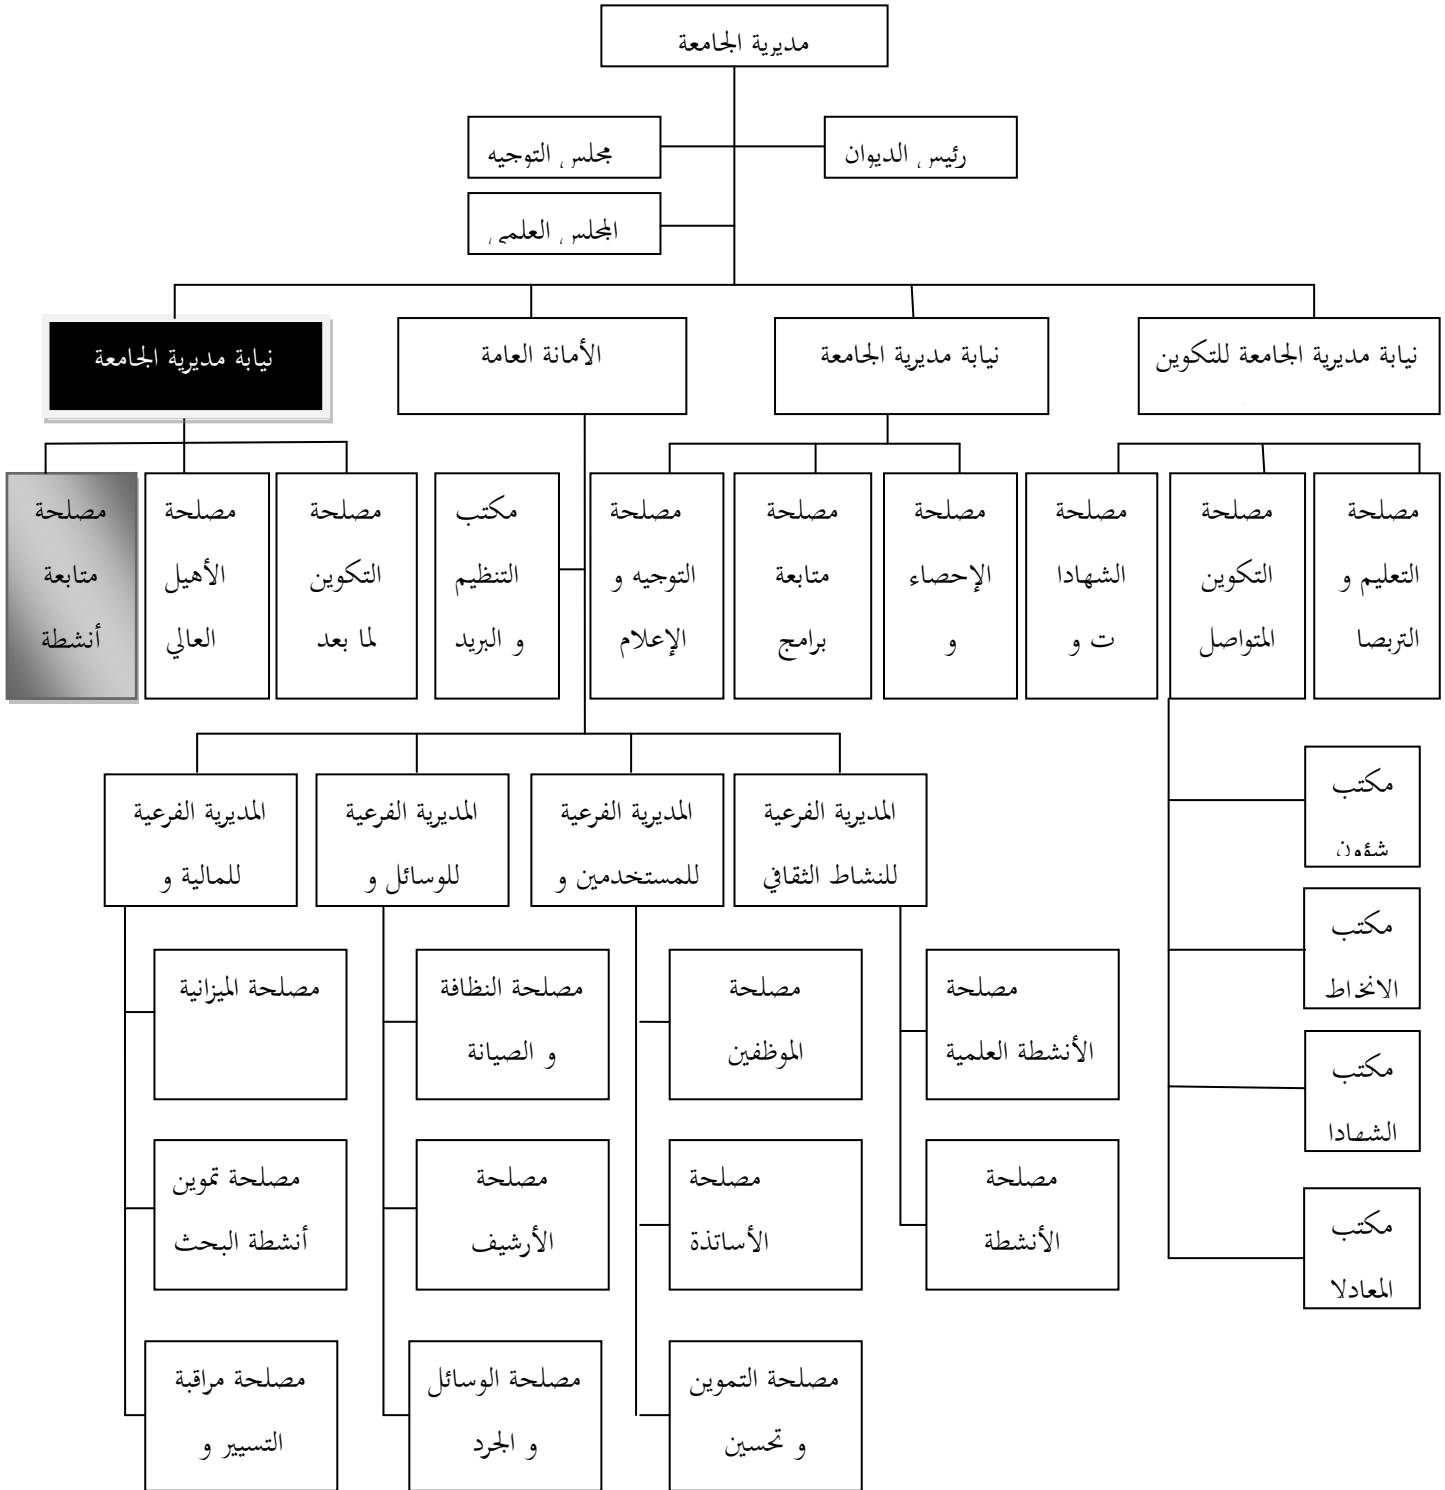 مديرية الجامعة
رئيس الديوان
مجلس التوجيه
المجلس العلمي
نيابة مديرية الجامعة للتكوين
نيابة مديرية الجامعة
الأمانة العامة
نيابة مديرية الجامعة
مصلحة
التعليم و
التربصا
مصلحة
التكوين
المتواصل
مصلحة
الشهادا
ت و
مصلحة
الإحصاء
و
مصلحة
متابعة
برامج
مصلحة
التوجيه و
الإعلام
مكتب
التنظيم
و البريد
مصلحة
التكوين
لما بعد
مصلحة
الأهيل
العالي
مصلحة
متابعة
أنشطة
مكتب
شؤون
مكتب
الانخراط
مكتب
الشهادا
مكتب
المعادلا
المديرية الفرعية
للنشاط الثقافي
المديرية الفرعية
للمستخدمين و
المديرية الفرعية
للوسائل و
المديرية الفرعية
للمالية و
مصلحة
الأنشطة العلمية
مصلحة
الموظفين
مصلحة النظافة
و الصيانة
مصلحة الميزانية
مصلحة
الأنشطة
مصلحة
الأساتذة
مصلحة
الأرشيف
مصلحة تموين
أنشطة البحث
مصلحة التموين
و تحسين
مصلحة الوسائل
و الجرد
مصلحة مراقبة
التسيير و